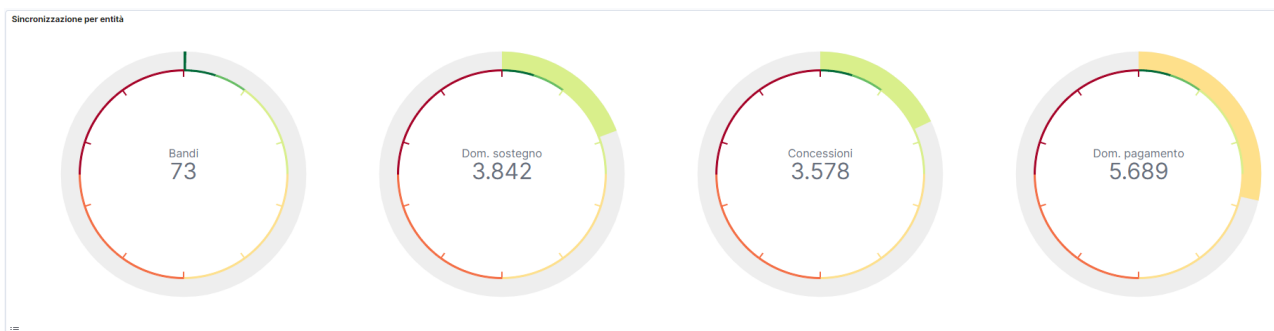 Sincronizzazione per entità
Bandi
73
Dom. sostegno
3.842
Concessioni
3.578
Dom. pagamento
5.689